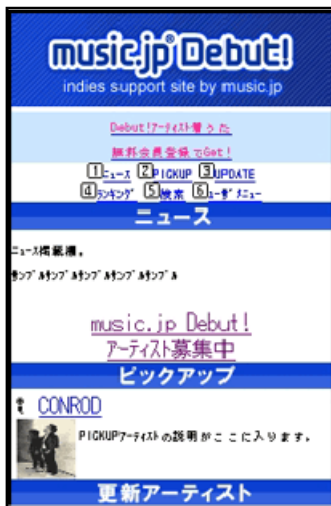 music.jp® Debut!
indies support site by music.jp
Debut!ｱｰﾃｨｽﾄ着うた
無料会員登録でGet!
1ﾆｭｰｽ 2PICKUP 3UPDATE
4ﾗﾝｷﾝｸﾞ 5検索 6ﾕｰｻﾞﾒﾆｭｰ
ニュース
ﾆｭｰｽ掲載欄。
ｻﾝﾌﾟﾙｻﾝﾌﾟﾙｻﾝﾌﾟﾙｻﾝﾌﾟﾙｻﾝﾌﾟﾙ
music.jp Debut!
ｱｰﾃｨｽﾄ募集中
ピックアップ
CONROD
PICKUPｱｰﾃｨｽﾄの説明がここに入ります。
更新アーティスト